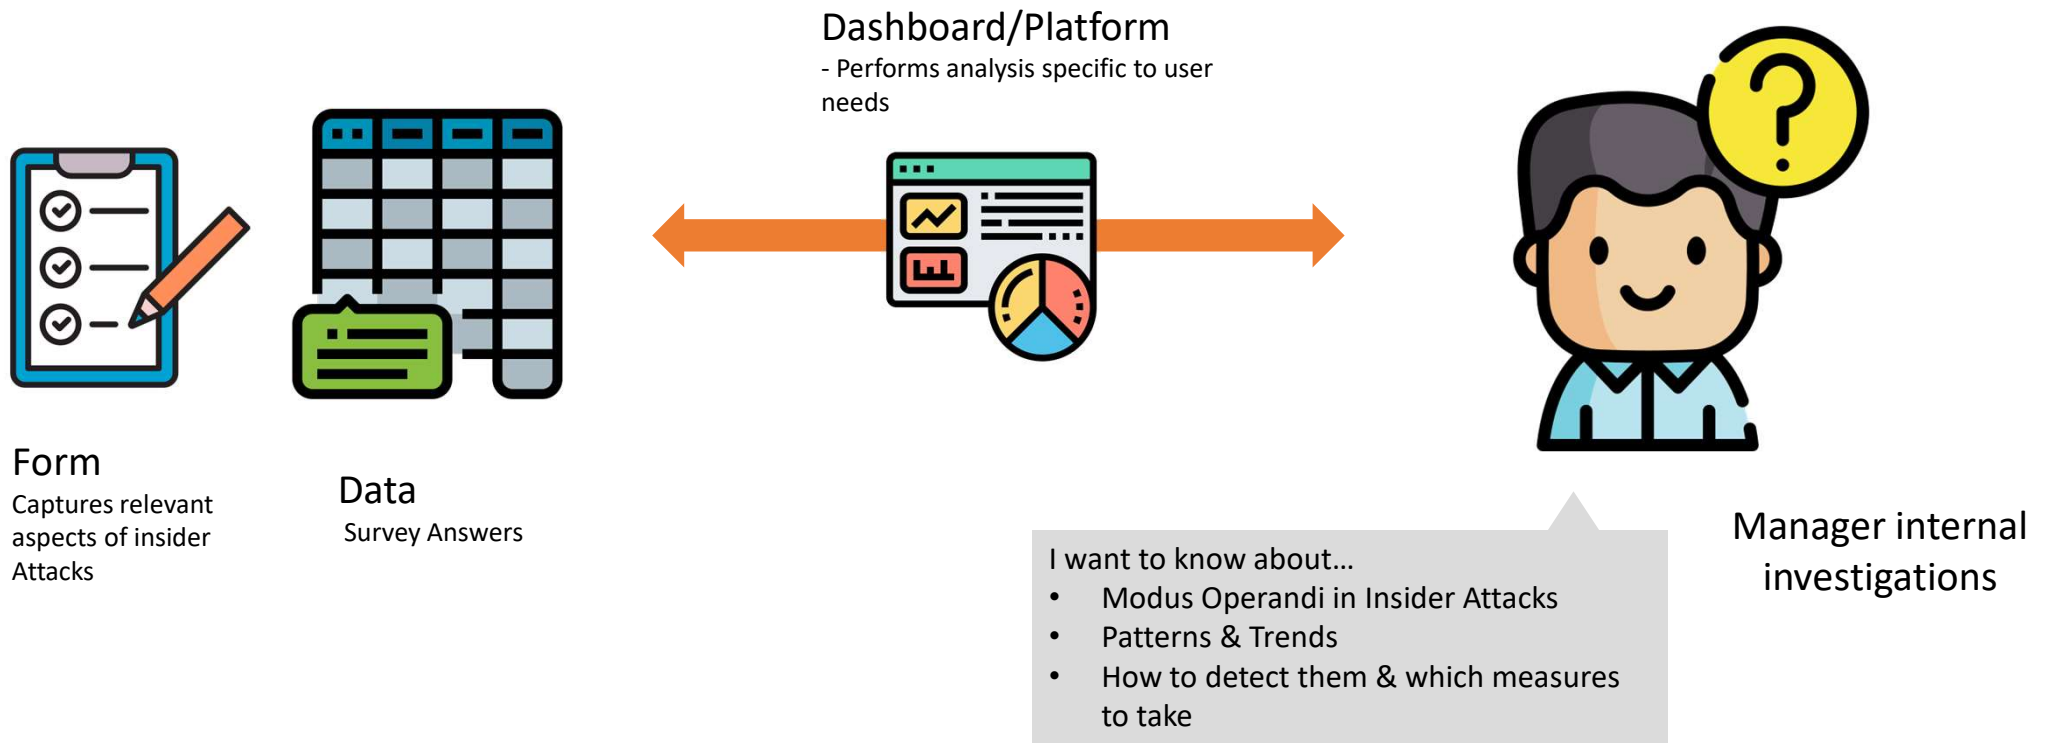 Dashboard/Platform
- Performs analysis specific to user
needs
Form
Captures relevant
aspects of insider
Attacks
Data
Survey Answers
I want to know about…
• Modus Operandi in Insider Attacks
• Patterns & Trends
• How to detect them & which measures
to take
Manager internal
investigations